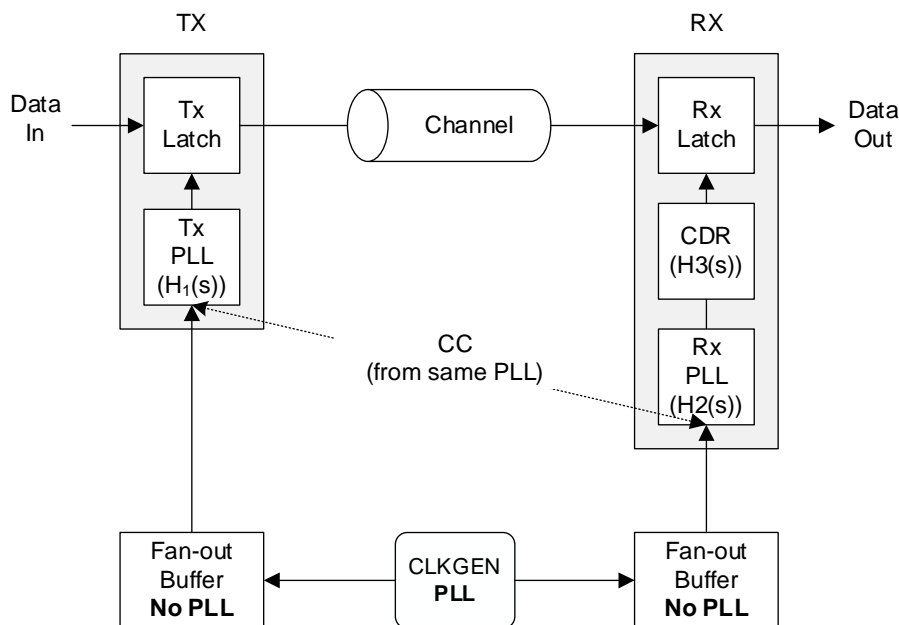 TX
RX
Data
In
Tx
Latch
Channel
Rx
Latch
Data
Out
Tx
PLL
(H₁(s))
CDR
(H3(s))
CC
(from same PLL)
Rx
PLL
(H2(s))
Fan-out
Buffer
No PLL
CLKGEN
PLL
Fan-out
Buffer
No PLL